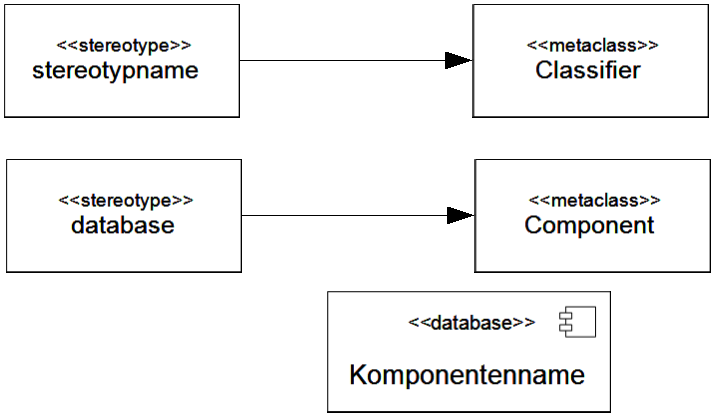 <<stereotype>>
stereotypname
<<metaclass>>
Classifier
<<stereotype>>
database
<<metaclass>>
Component
<<database>>
Komponentenname